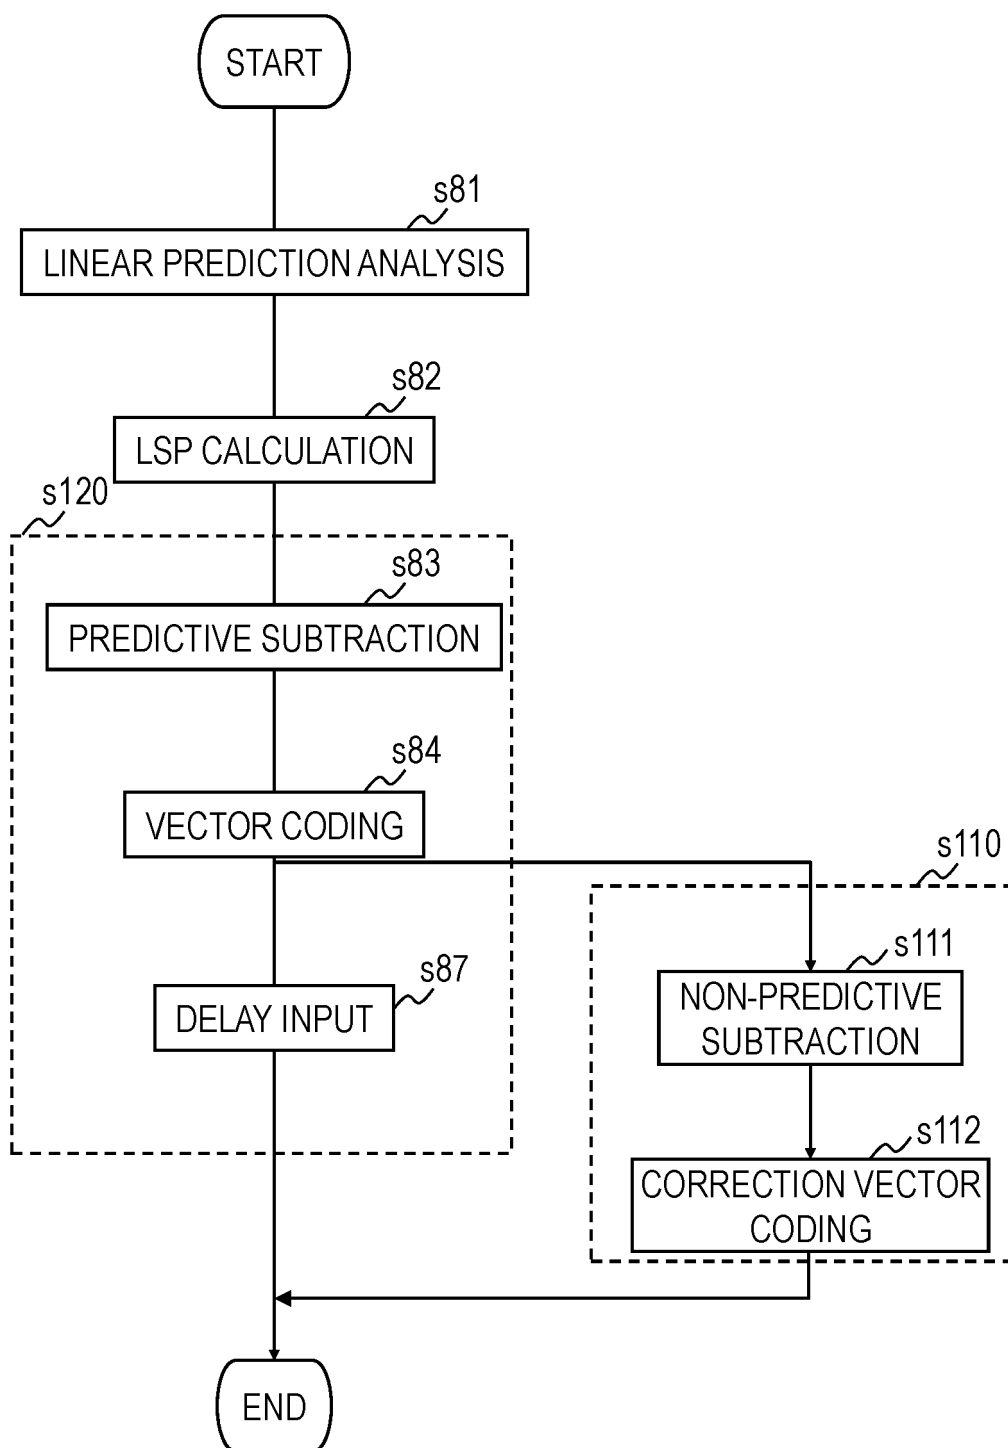 START
s81
LINEAR PREDICTION ANALYSIS
s82
LSP CALCULATION
s120
s83
PREDICTIVE SUBTRACTION
s84
VECTOR CODING
s110
s111
NON-PREDICTIVE
SUBTRACTION
s87
DELAY INPUT
s112
CORRECTION VECTOR
CODING
END